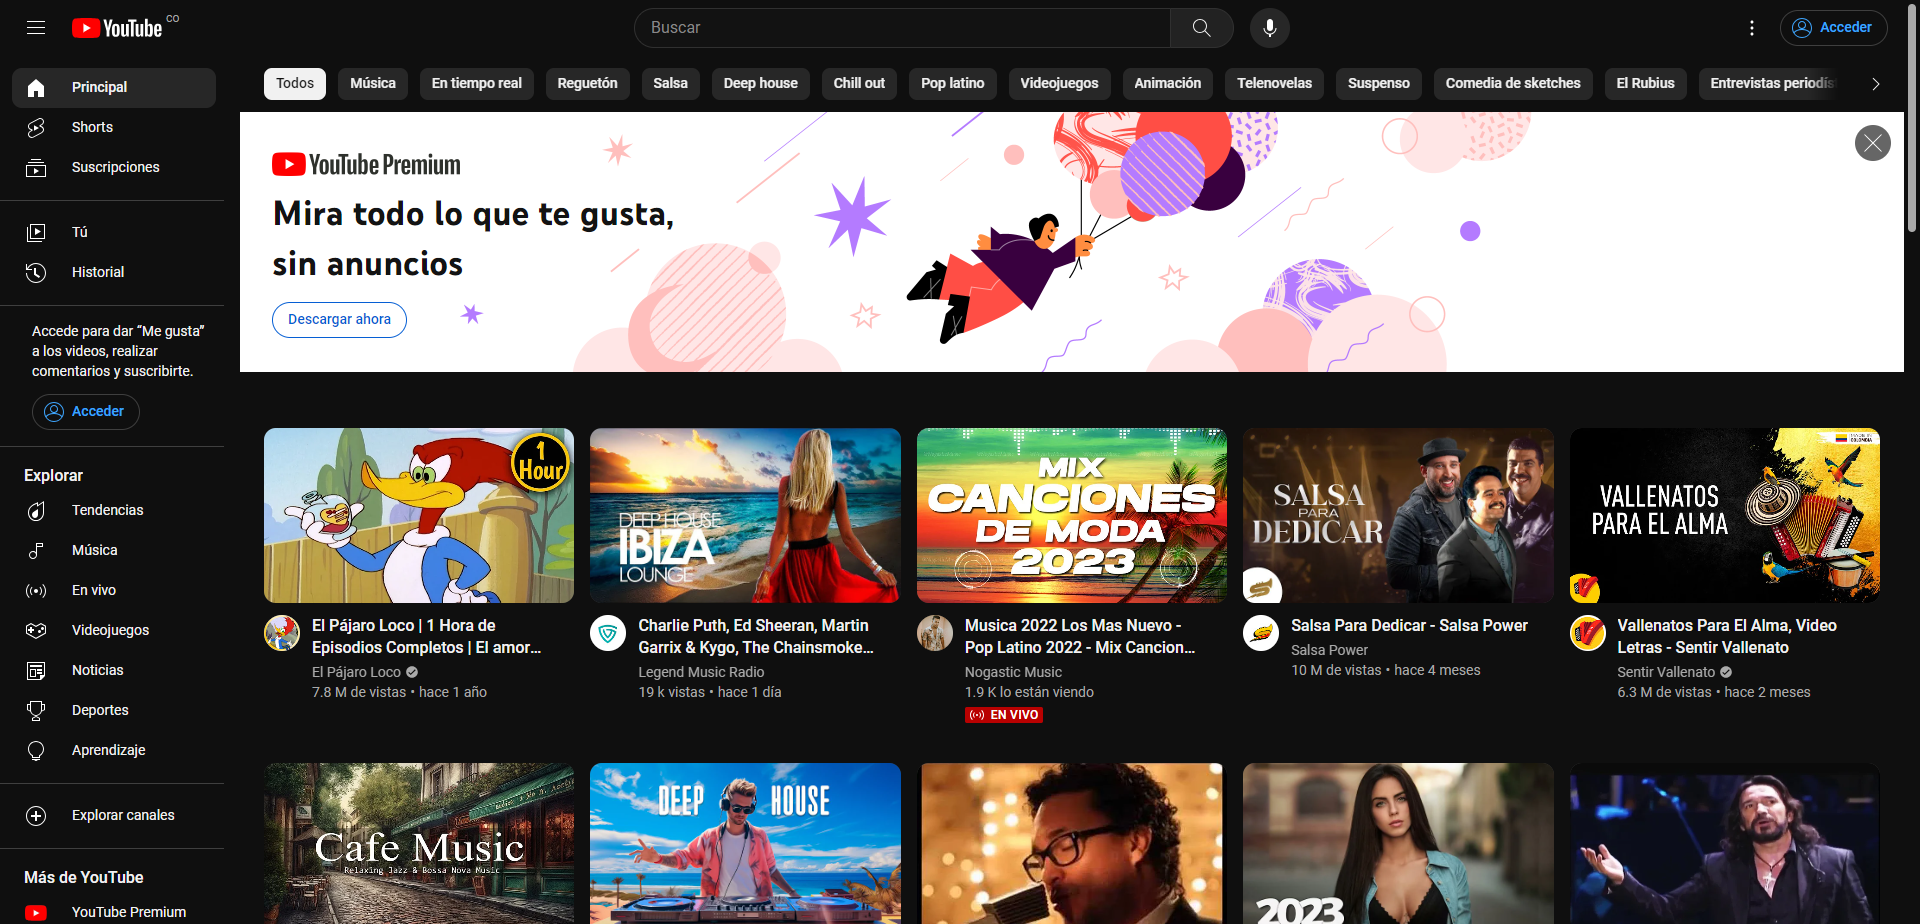 YouTube CO
Buscar
Acceder
Principal
Shorts
Suscripciones
Tú
Historial
Accede para dar “Me gusta”
a los videos, realizar
comentarios y suscribirte.
Acceder
Explorar
Tendencias
Música
En vivo
Videojuegos
Noticias
Deportes
Aprendizaje
Explorar canales
Más de YouTube
YouTube Premium
Todos
Música
En tiempo real
Reguetón
Salsa
Deep house
Chill out
Pop latino
Videojuegos
Animación
Telenovelas
Suspenso
Comedia de sketches
El Rubius
Entrevistas periodís
YouTube Premium
Mira todo lo que te gusta,
sin anuncios
Descargar ahora
1
Hour
El Pájaro Loco | 1 Hora de
Episodios Completos | El amor...
El Pájaro Loco
7.8 M de vistas • hace 1 año
DEEP HOUSE
IBIZA
LOUNGE
Charlie Puth, Ed Sheeran, Martin
Garrix & Kygo, The Chainsmoke...
Legend Music Radio
19 k vistas • hace 1 día
MIX
CANCIONES
DE MODA
2023
Musica 2022 Los Mas Nuevo -
Pop Latino 2022 - Mix Cancion...
Nogastic Music
1.9 K lo están viendo
EN VIVO
SALSA
PARA
DEDICAR
Salsa Para Dedicar - Salsa Power
Salsa Power
10 M de vistas • hace 4 meses
COLOMBIA
VALLENATOS
PARA EL ALMA
Vallenatos Para El Alma, Video
Letras - Sentir Vallenato
Sentir Vallenato
6.3 M de vistas • hace 2 meses
Cafe Music
Relaxing Jazz & Bossa Nova Music
DEEP HOUSE
2023